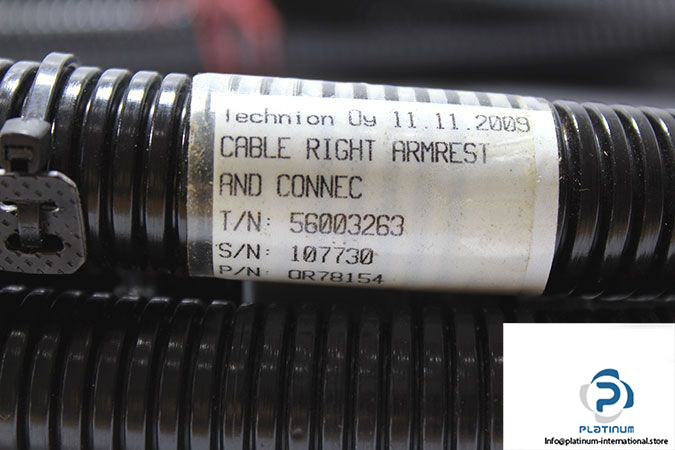 Technion Oy 11.11.2009
CABLE RIGHT ARMREST
AND CONNEC
T/N: 56003263
S/N: 107730
P/N: OR78154
PLATINUM
Info@platinum-international.store